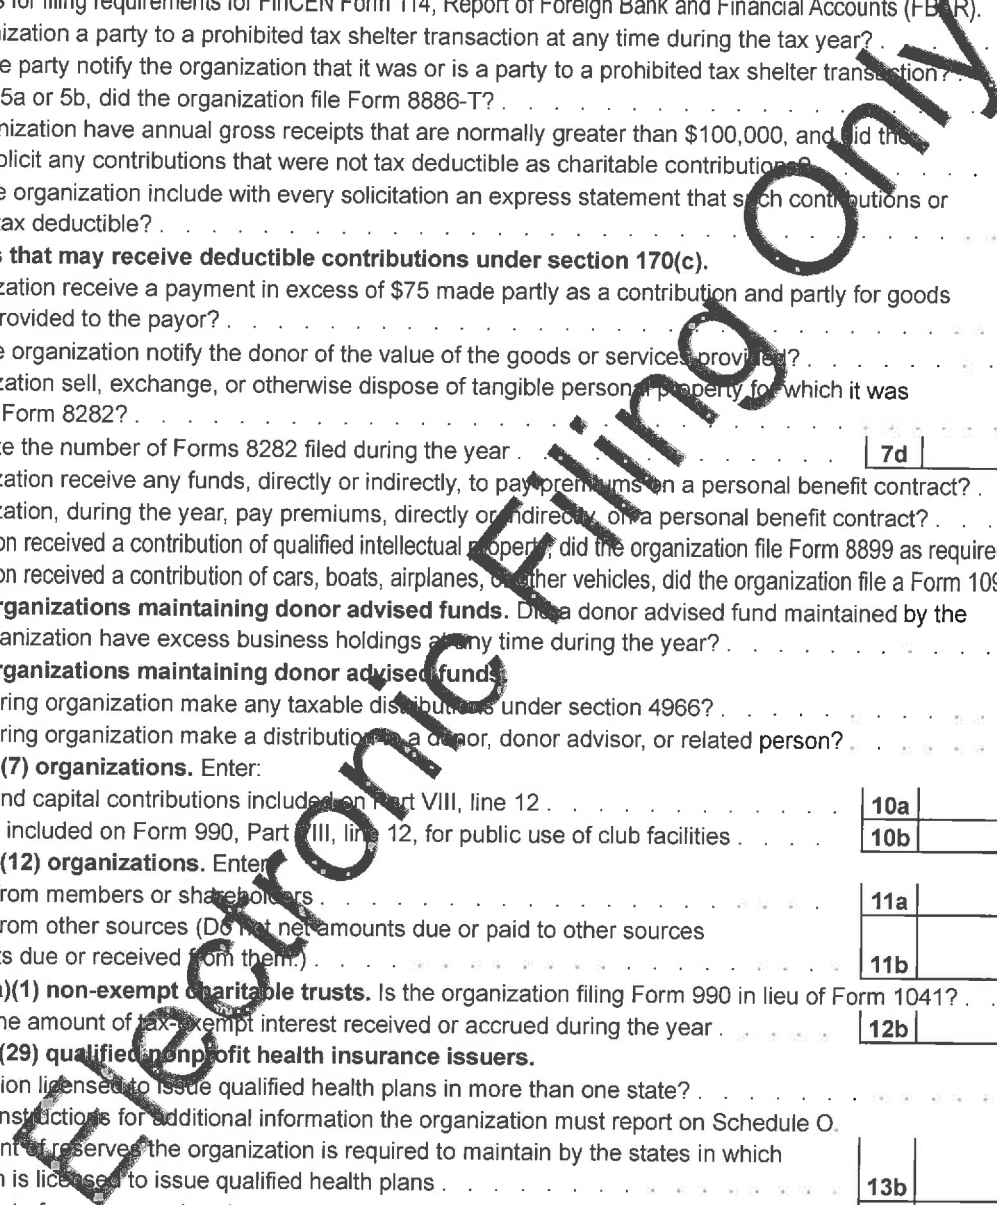 s for filing requirements for FinCEN Form 114, Report of Foreign Bank and Financial Accounts (FBAR).
ization a party to a prohibited tax shelter transaction at any time during the tax year? .
e party notify the organization that it was or is a party to a prohibited tax shelter transaction? .
5a or 5b, did the organization file Form 8886-T? . . . . . . . . . . . . . . .
nization have annual gross receipts that are normally greater than $100,000, and did the
olicit any contributions that were not tax deductible as charitable contributions? . . . . .
e organization include with every solicitation an express statement that such contributions or
tax deductible? . . . . . . . . . . . . . . . . . . . . . . . . . .
s that may receive deductible contributions under section 170(c).
zation receive a payment in excess of $75 made partly as a contribution and partly for goods
rovided to the payor? . . . . . . . . . . . . . . . . . . . . . . . .
e organization notify the donor of the value of the goods or services provided? . . . . . .
zation sell, exchange, or otherwise dispose of tangible personal property for which it was
Form 8282? . . . . . . . . . . . . . . . . . . . . . . . . . . .
te the number of Forms 8282 filed during the year . . . . . . . . . . 7d
zation receive any funds, directly or indirectly, to pay premiums on a personal benefit contract? .
zation, during the year, pay premiums, directly or indirectly, on a personal benefit contract? . . .
on received a contribution of qualified intellectual property, did the organization file Form 8899 as require
on received a contribution of cars, boats, airplanes, or other vehicles, did the organization file a Form 109
rganizations maintaining donor advised funds. Did a donor advised fund maintained by the
anization have excess business holdings at any time during the year? . . . . . . . . .
rganizations maintaining donor advised funds.
ring organization make any taxable distributions under section 4966? . . . . . . . . .
ring organization make a distribution to a donor, donor advisor, or related person? . . . . .
(7) organizations. Enter:
nd capital contributions included on Part VIII, line 12 . . . . . . . . . 10a
included on Form 990, Part VIII, line 12, for public use of club facilities . . . . 10b
(12) organizations. Enter
rom members or shareholders . . . . . . . . . . . . . . . . 11a
rom other sources (Do not net amounts due or paid to other sources
ts due or received from them.) . . . . . . . . . . . . . . . . 11b
)(1) non-exempt charitable trusts. Is the organization filing Form 990 in lieu of Form 1041? . .
he amount of tax-exempt interest received or accrued during the year . . . . . 12b
(29) qualified nonprofit health insurance issuers.
ion licensed to issue qualified health plans in more than one state? . . . . . . . . . .
nstructions for additional information the organization must report on Schedule O.
nt of reserves the organization is required to maintain by the states in which
n is licensed to issue qualified health plans . . . . . . . . . . . . 13b
Electronic Filing Only